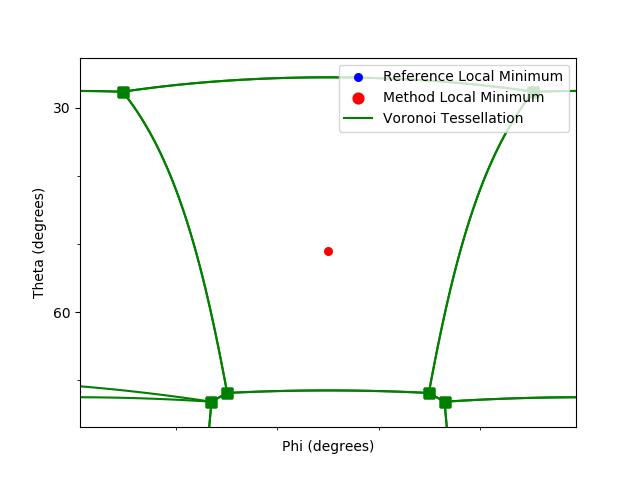 Reference Local Minimum
Method Local Minimum
Voronoi Tessellation
30
60
Theta (degrees)
Phi (degrees)